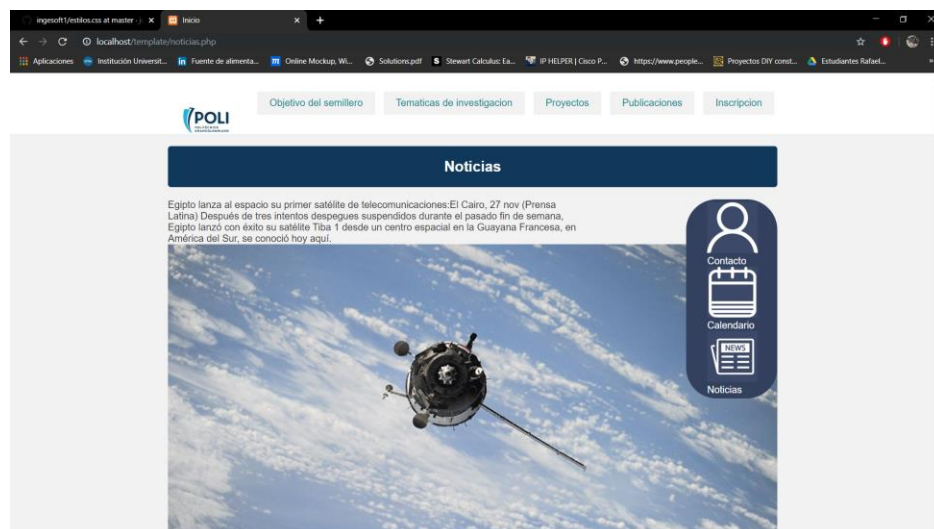 ingesoft1/estilos.css at master · j
Inicio
localhost/template/noticias.php
Aplicaciones
Institución Universit...
Fuente de alimenta...
Online Mockup, Wi...
Solutions.pdf
Stewart Calculus: Ea...
IP HELPER | Cisco P...
https://www.people...
Proyectos DIY const...
Estudiantes Rafael...
Objetivo del semillero
Tematicas de investigacion
Proyectos
Publicaciones
Inscripcion
POLI
Noticias
Egipto lanza al espacio su primer satélite de telecomunicaciones:El Cairo, 27 nov (Prensa
Latina) Después de tres intentos despegues suspendidos durante el pasado fin de semana,
Egipto lanzó con éxito su satélite Tiba 1 desde un centro espacial en la Guayana Francesa, en
América del Sur, se conoció hoy aquí.
Contacto
Calendario
NEWS
Noticias